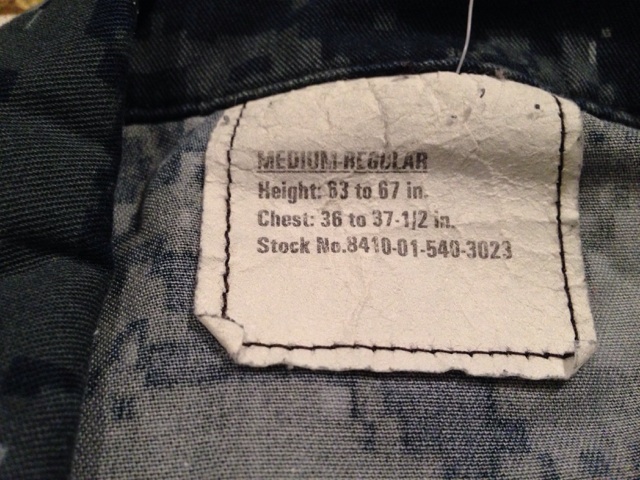 MEDIUM-REGULAR
Height: 63 to 67 in.
Chest: 36 to 37-1/2 in.
Stock No.8410-01-540-3023